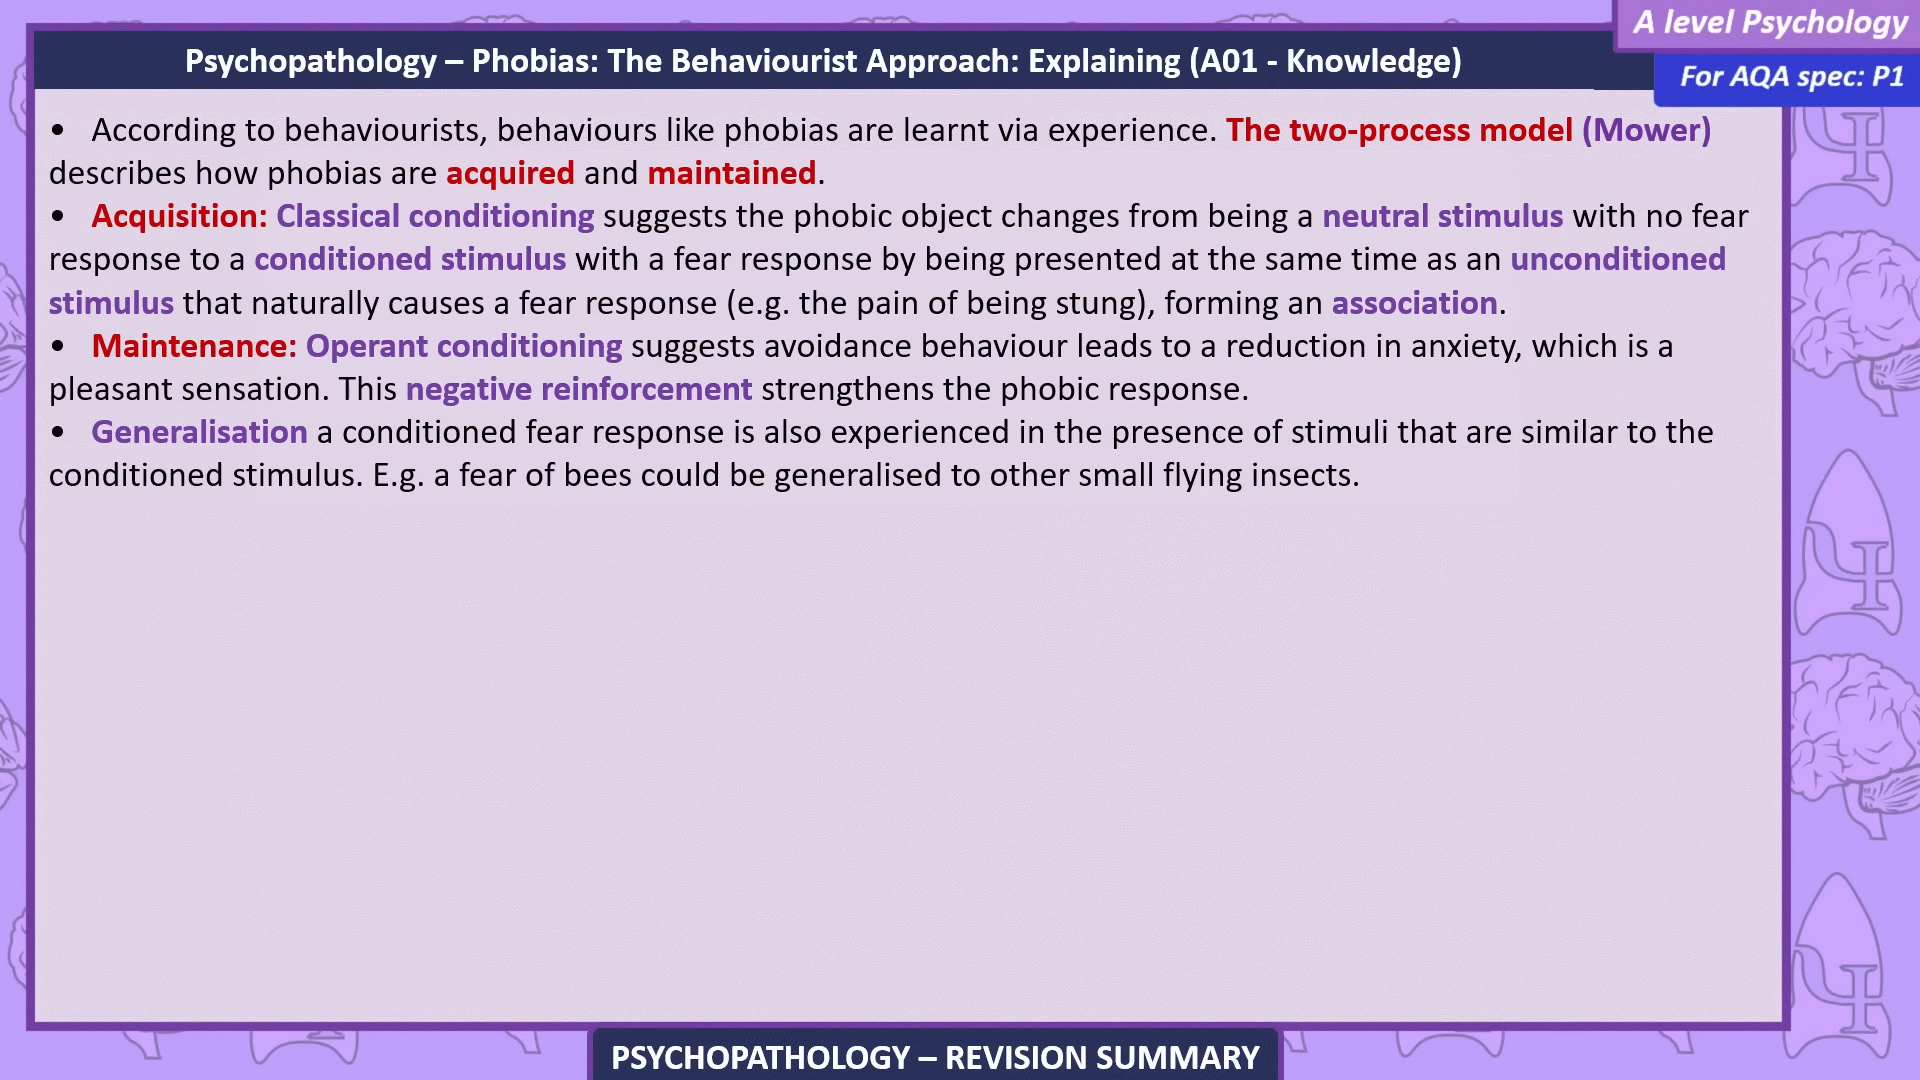 A level Psychology
Psychopathology – Phobias: The Behaviourist Approach: Explaining (A01 - Knowledge)
For AQA spec: P1
• According to behaviourists, behaviours like phobias are learnt via experience. The two-process model (Mower)
describes how phobias are acquired and maintained.
• Acquisition: Classical conditioning suggests the phobic object changes from being a neutral stimulus with no fear
response to a conditioned stimulus with a fear response by being presented at the same time as an unconditioned
stimulus that naturally causes a fear response (e.g. the pain of being stung), forming an association.
• Maintenance: Operant conditioning suggests avoidance behaviour leads to a reduction in anxiety, which is a
pleasant sensation. This negative reinforcement strengthens the phobic response.
• Generalisation a conditioned fear response is also experienced in the presence of stimuli that are similar to the
conditioned stimulus. E.g. a fear of bees could be generalised to other small flying insects.
PSYCHOPATHOLOGY – REVISION SUMMARY